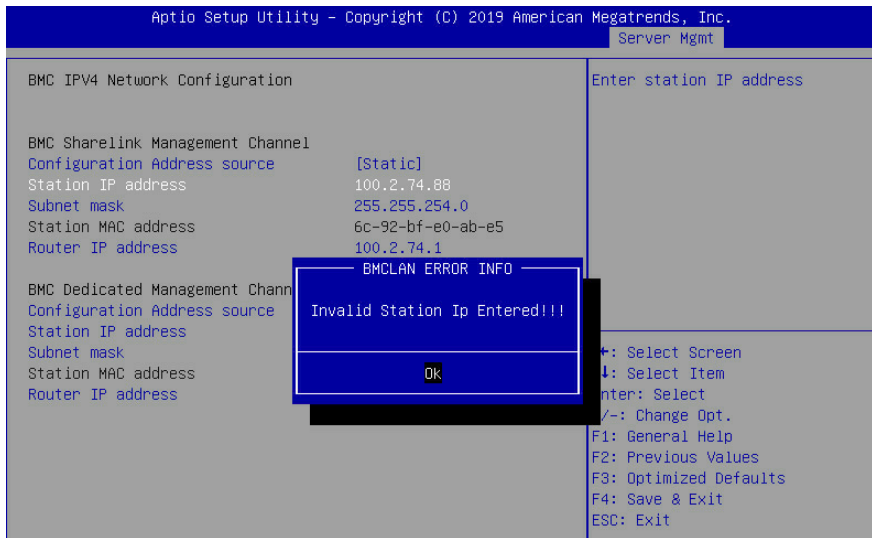 Aptio Setup Utility – Copyright (C) 2019 American Megatrends, Inc.
Server Mgmt
BMC IPV4 Network Configuration
Enter station IP address
BMC Sharelink Management Channel
Configuration Address source [Static]
Station IP address 100.2.74.88
Subnet mask 255.255.254.0
Station MAC address 6c-92-bf-e0-ab-e5
Router IP address 100.2.74.1
BMC Dedicated Management Chann
Configuration Address source
Station IP address
Subnet mask
Station MAC address
Router IP address
BMCLAN ERROR INFO
Invalid Station Ip Entered!!!
Ok
: Select Screen
: Select Item
nter: Select
/-: Change Opt.
F1: General Help
F2: Previous Values
F3: Optimized Defaults
F4: Save & Exit
ESC: Exit